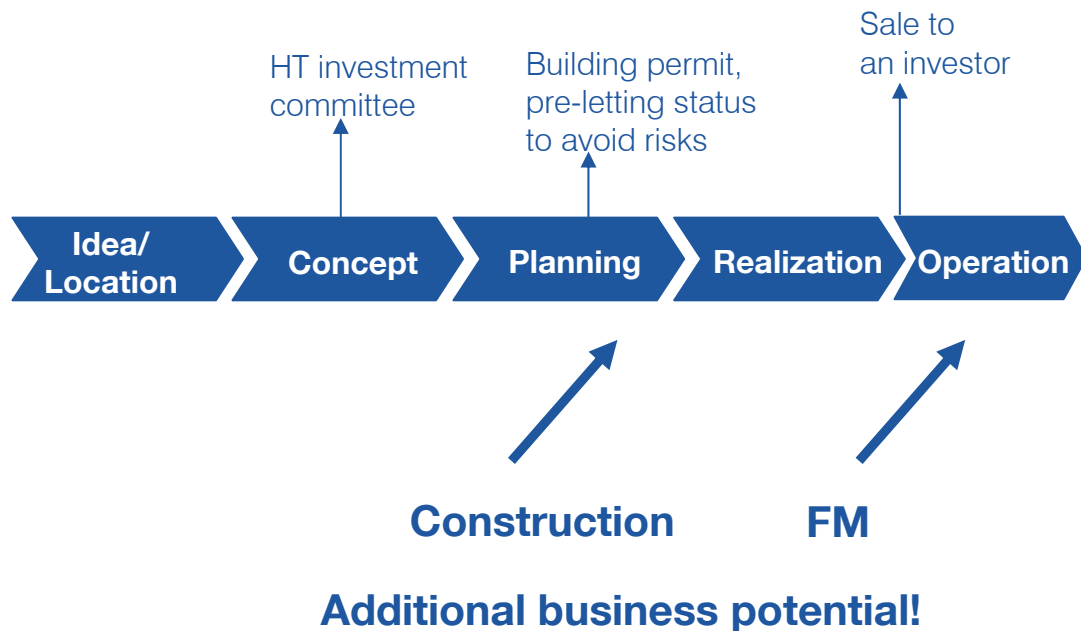 HT investment
committee
Building permit,
pre-letting status
to avoid risks
Sale to
an investor
Idea/
Location
Concept
Planning
Realization
Operation
Construction
FM
Additional business potential!